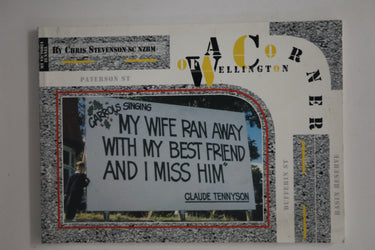 By Chris Stevenson SC NZBM
A Corner
of Wellington
PATERSON ST
CAROLS SINGING
"MY WIFE RAN AWAY
WITH MY BEST FRIEND
AND I MISS HIM"
CLAUDE TENNYSON
DUFFERIN ST
BASIN RESERVE